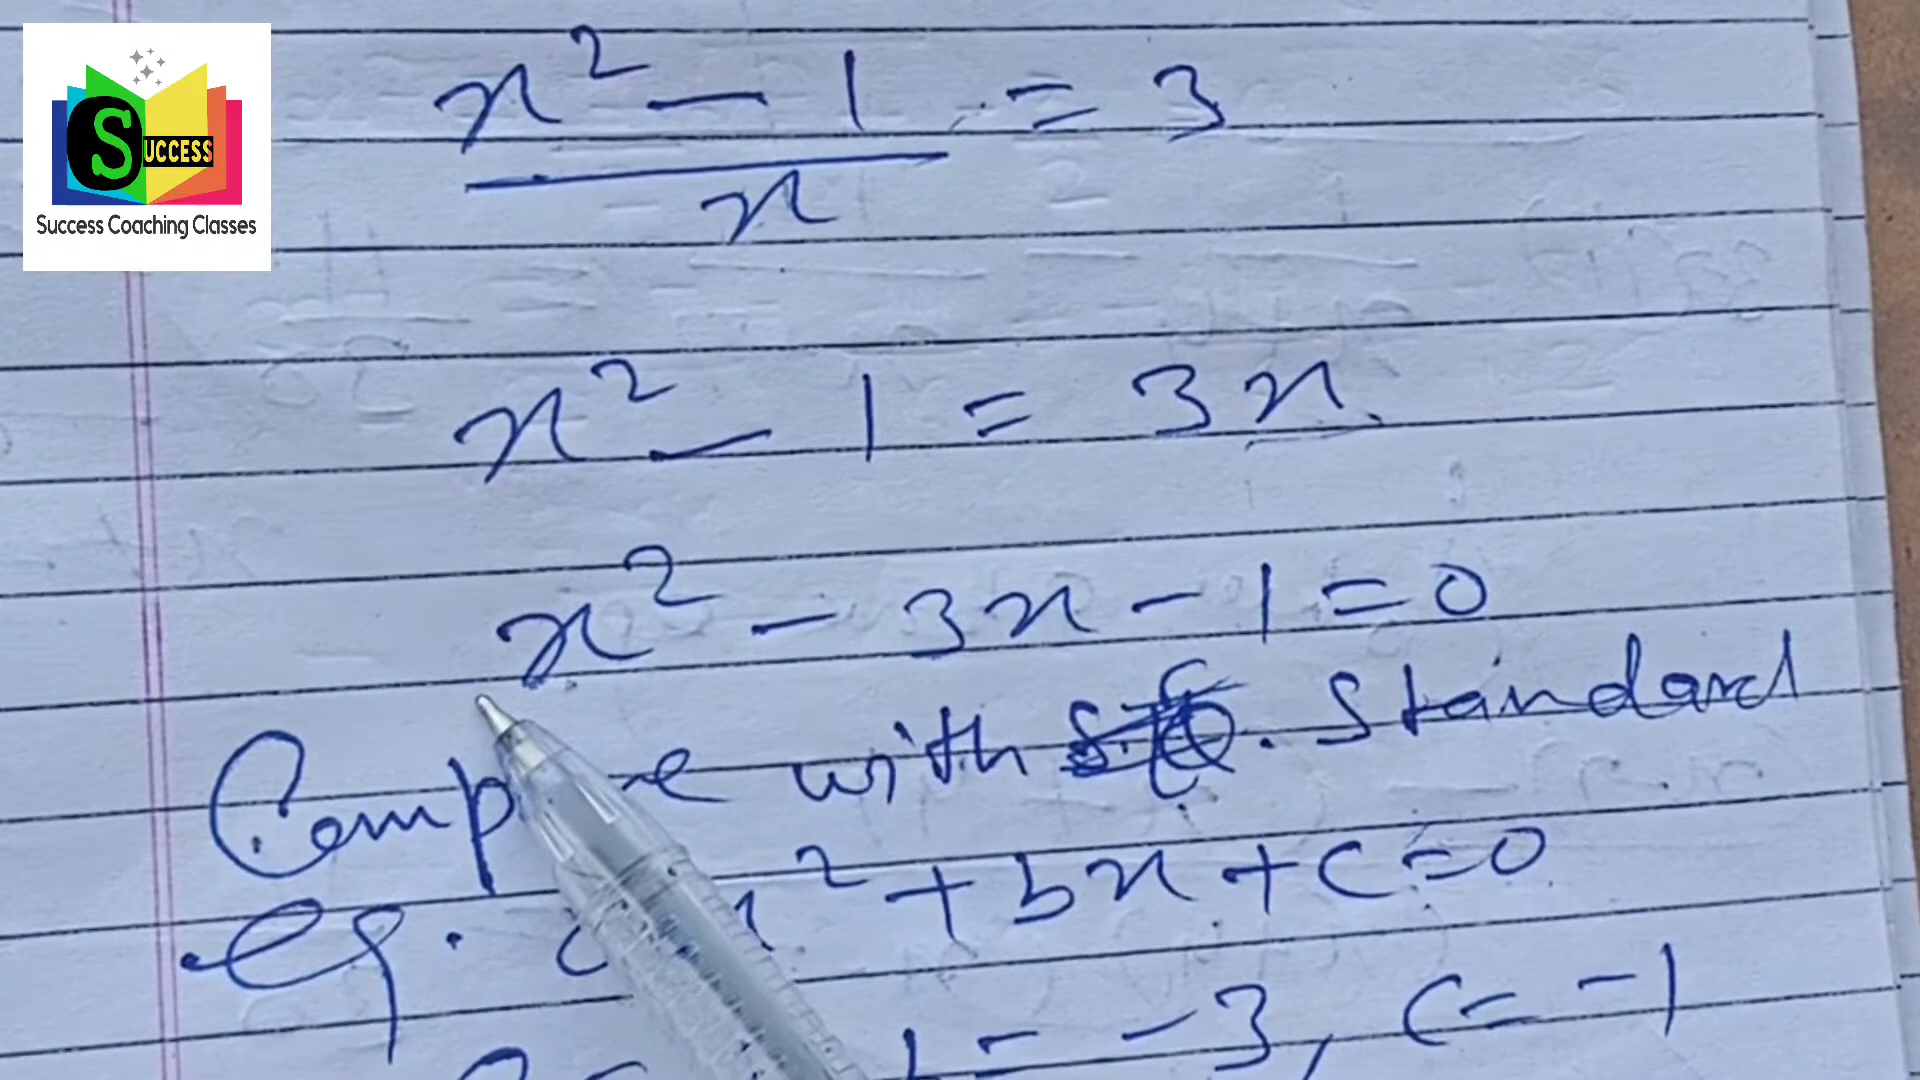 SUCCESS
Success Coaching Classes
x² - 1 = 3
x
x² - 1 = 3x.
x² - 3x - 1 = 0
with . Standard
eq. x² + bx + c = 0
= -3, c = -1